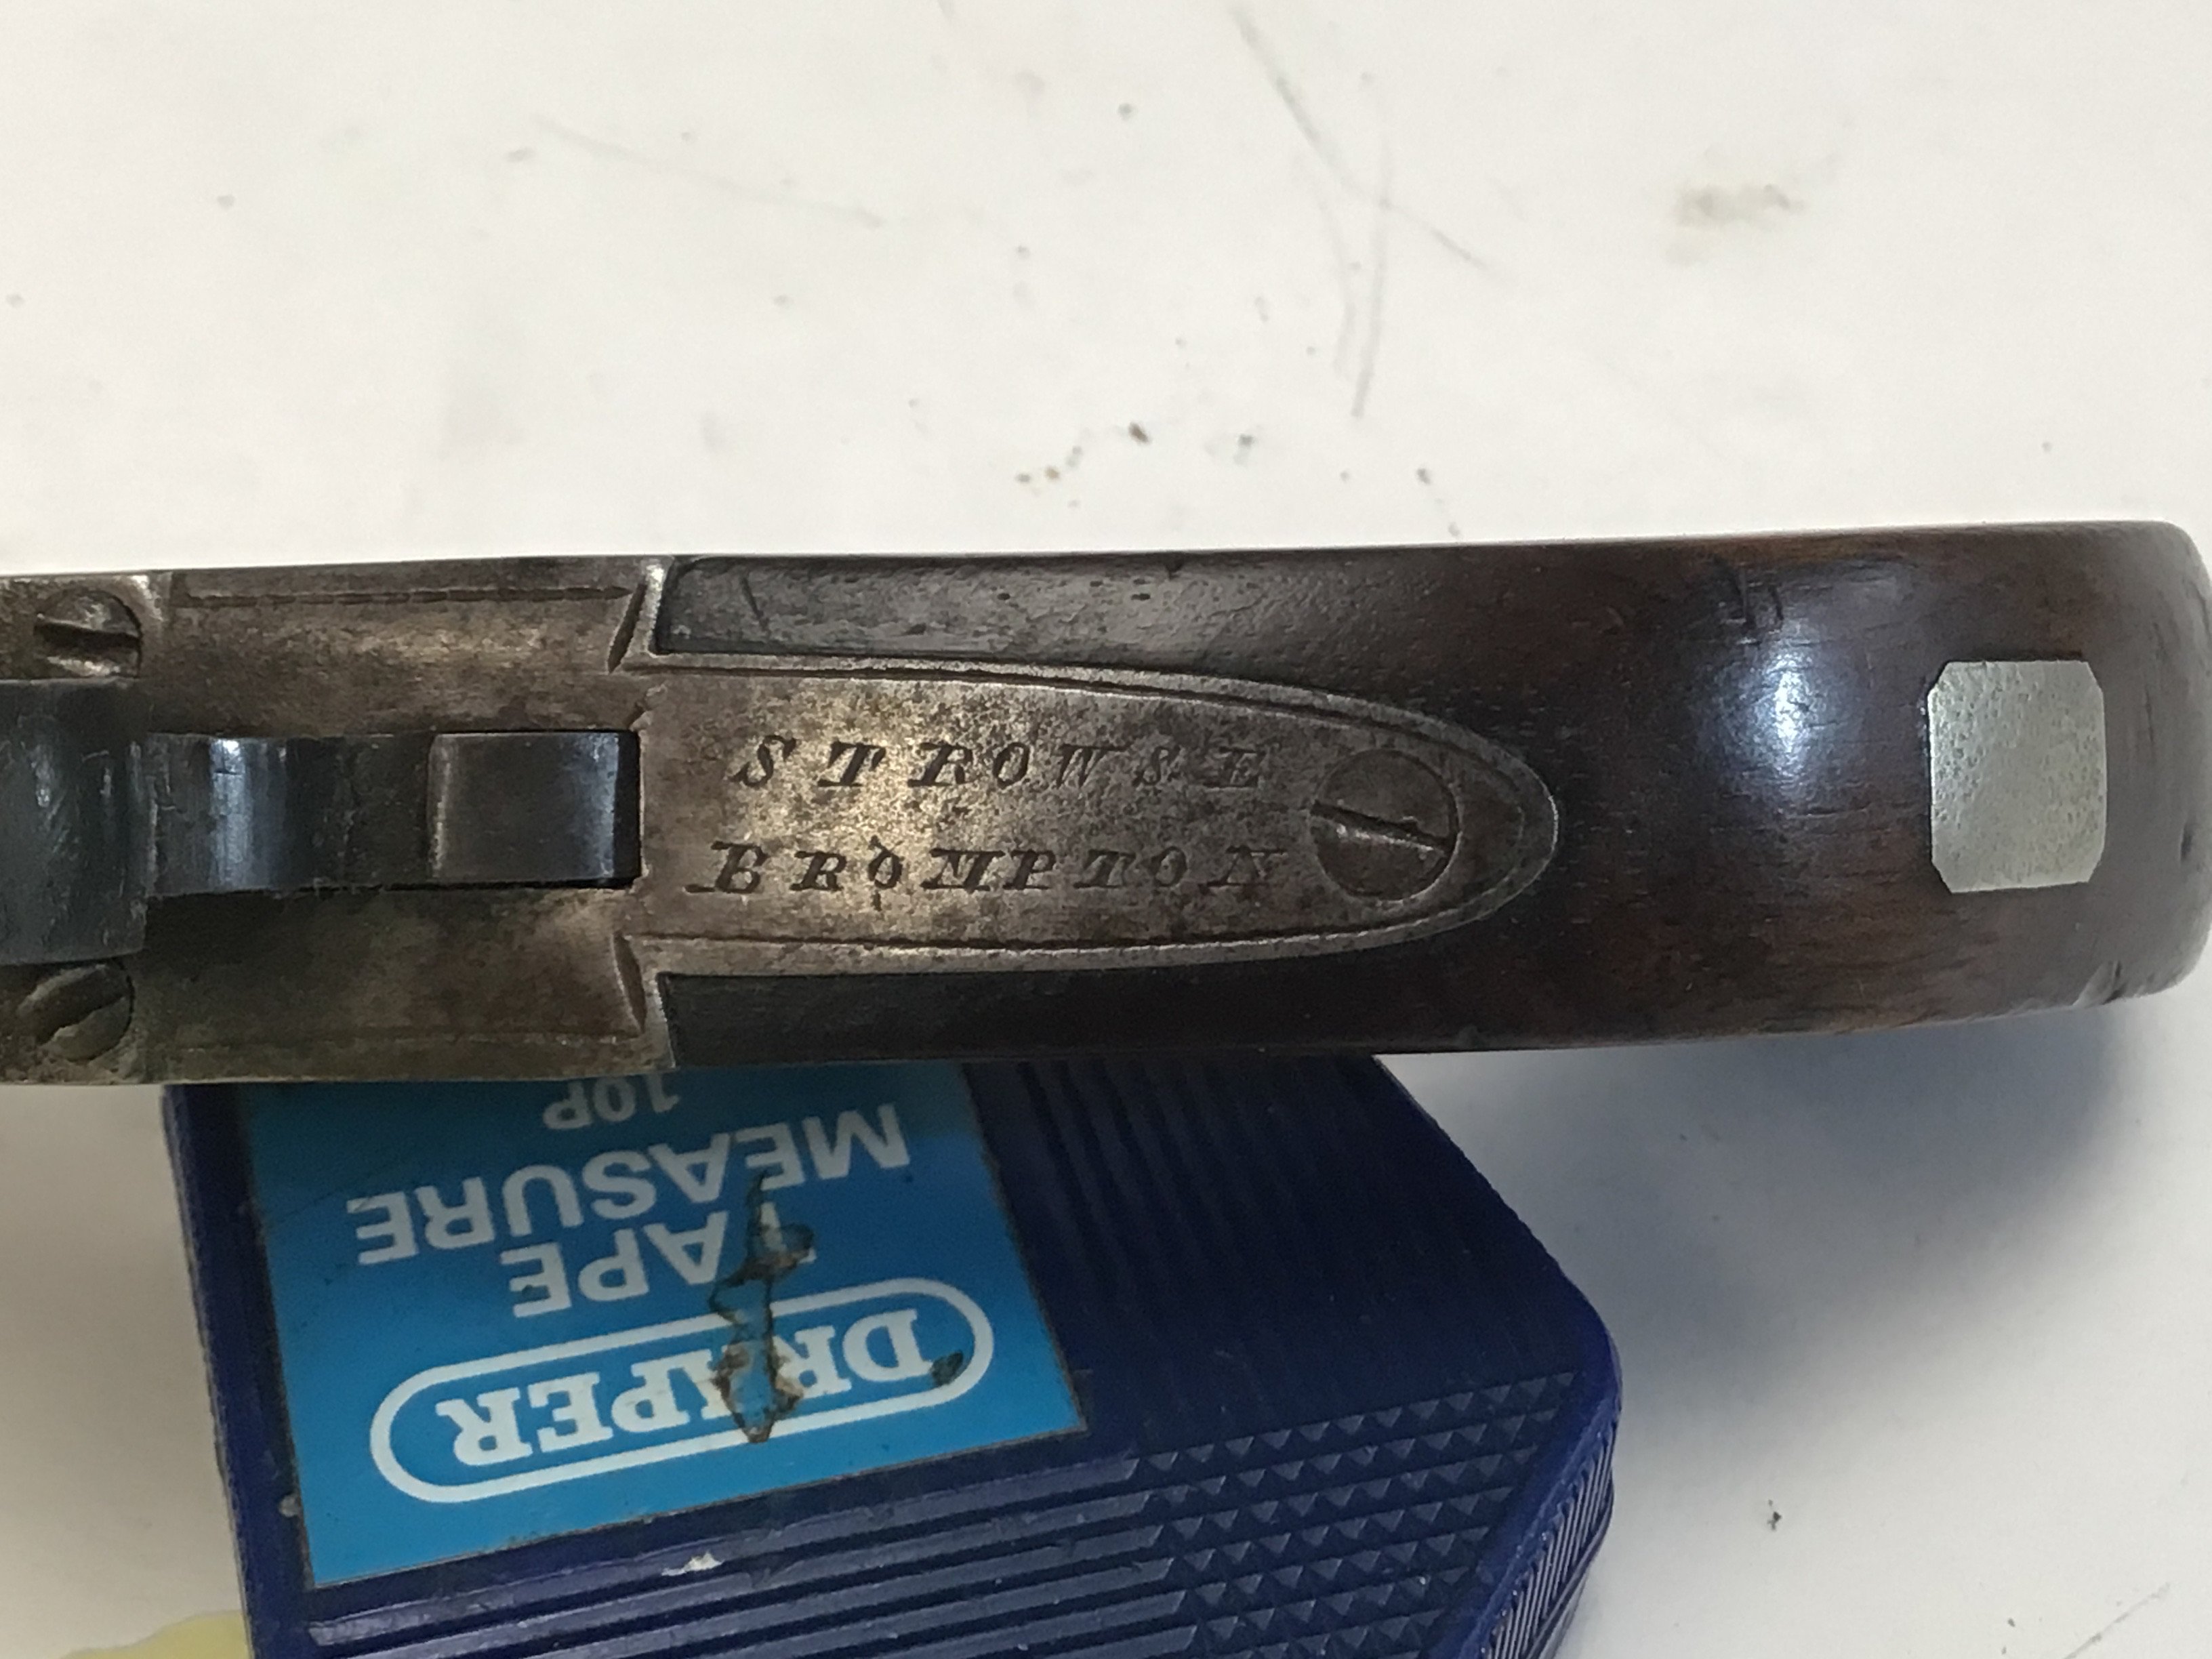 STROWSE
BROMPTON
DRAPER
TAPE
MEASURE
10P